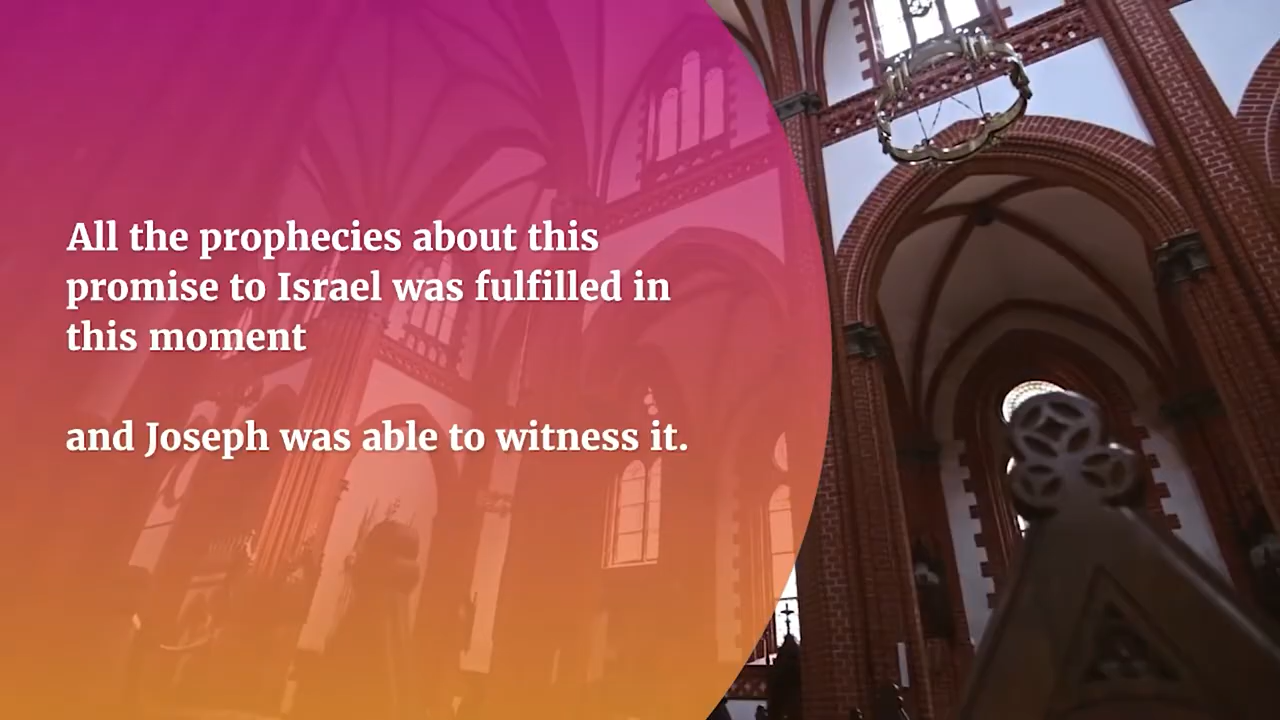 All the prophecies about this
promise to Israel was fulfilled in
this moment
and Joseph was able to witness it.